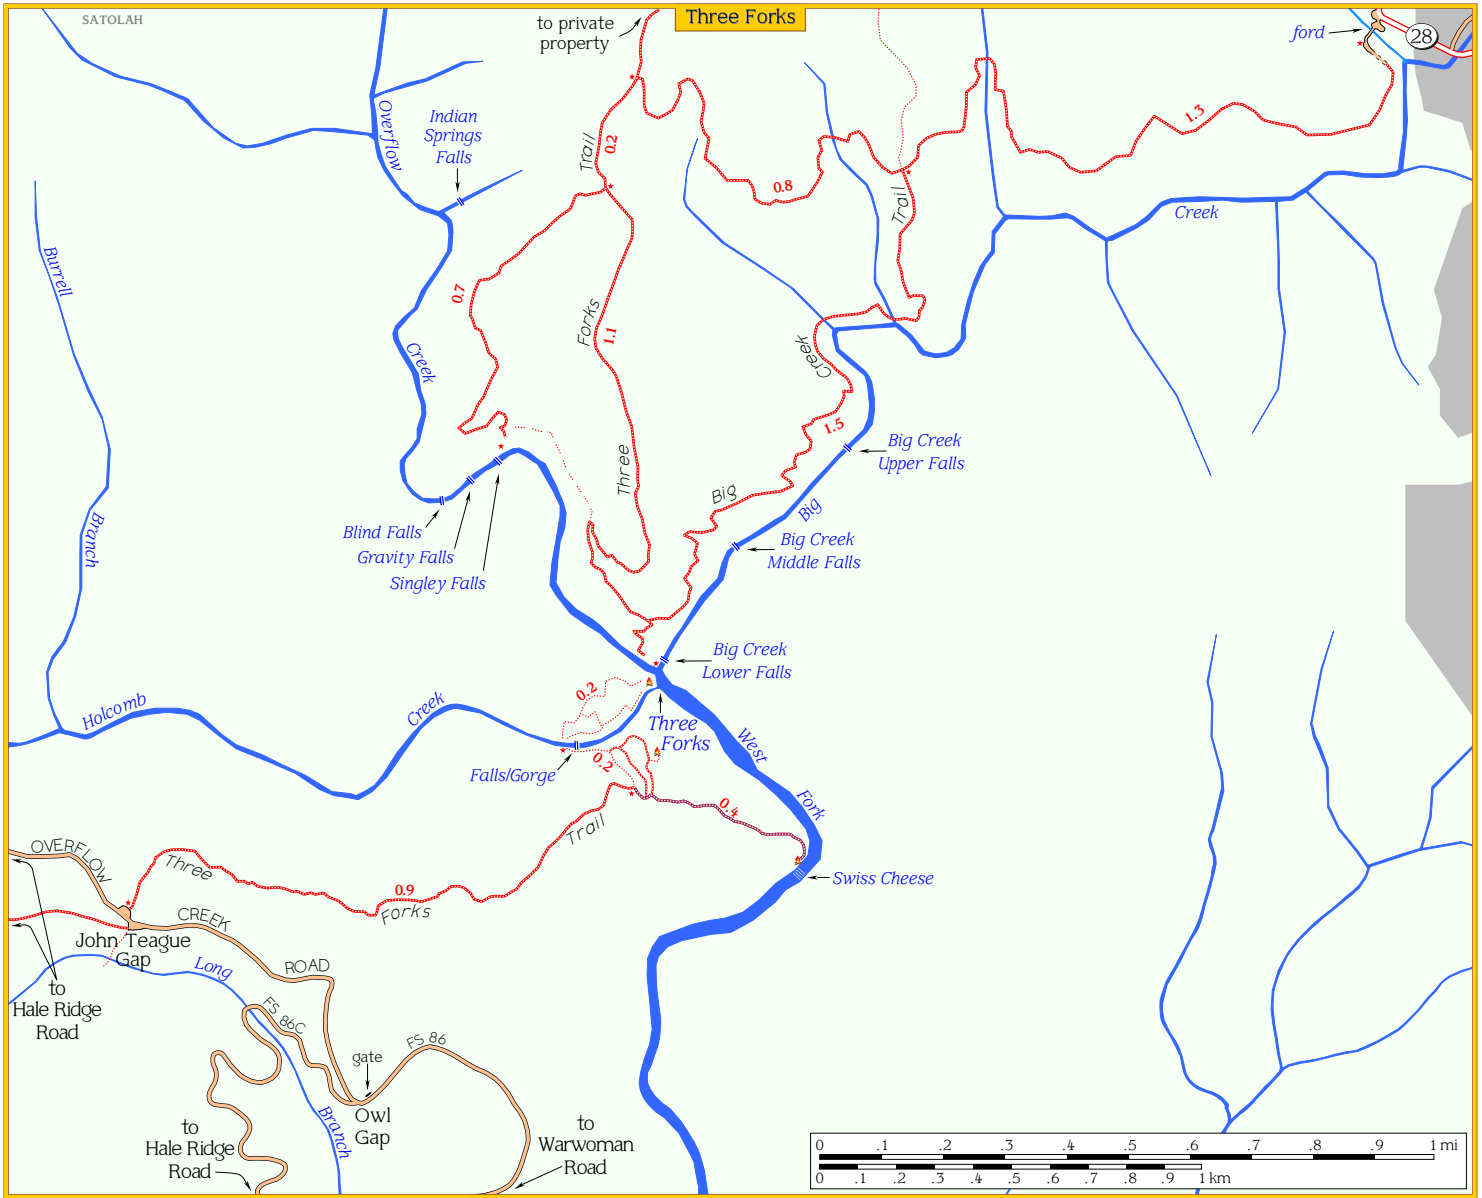 Three Forks
SATOLAH
to private
property
ford
28
Overflow
Indian
Springs
Falls
Trail
0.2
1.3
0.8
Trail
Creek
Burrell
0.7
Forks
1.1
Creek
Creek
1.5
Big Creek
Upper Falls
Three
Big
Big
Branch
Blind Falls
Gravity Falls
Singley Falls
Big Creek
Middle Falls
Big Creek
Lower Falls
0.2
Holcomb
Creek
Three
Forks
West
Falls/Gorge
0.2
Fork
0.4
Trail
OVERFLOW
Three
Swiss Cheese
0.9
Forks
CREEK
John Teague
Gap
Long
ROAD
to
Hale Ridge
Road
FS 86C
FS 86
gate
Owl
Gap
Branch
to
Hale Ridge
Road
to
Warwoman
Road
0 .1 .2 .3 .4 .5 .6 .7 .8 .9 1 mi
0 .1 .2 .3 .4 .5 .6 .7 .8 .9 1 km